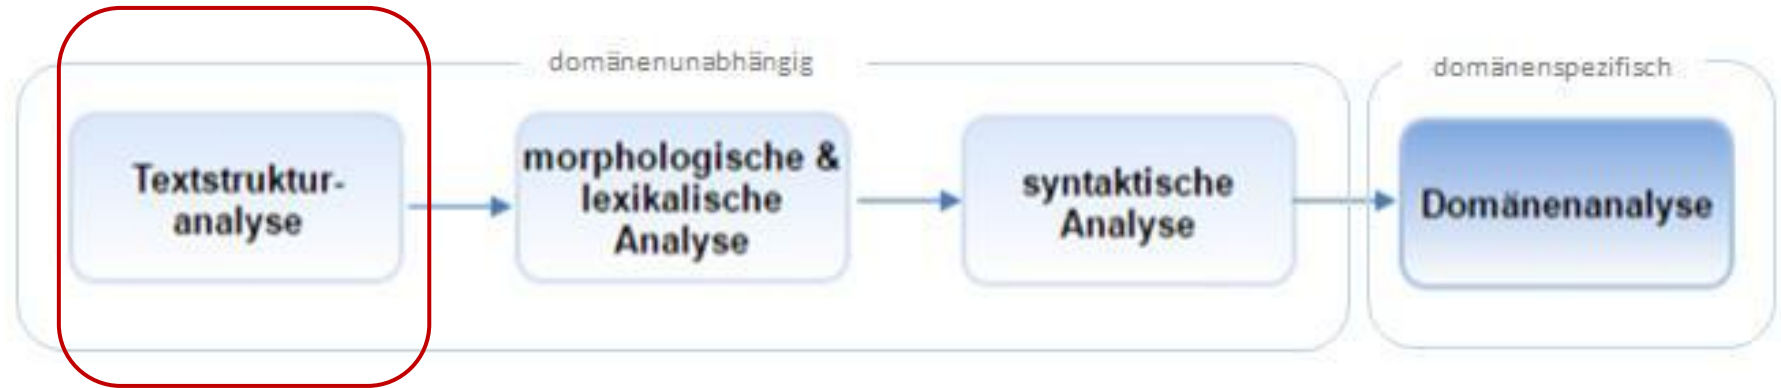 domänenunabhängig
domänenspezifisch
Textstruktur-
analyse
morphologische &
lexikalische
Analyse
syntaktische
Analyse
Domänenanalyse